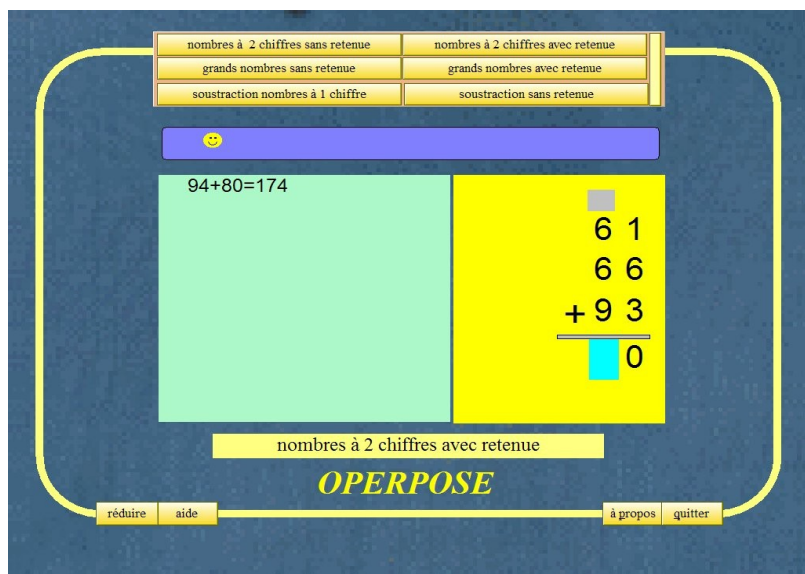 nombres à 2 chiffres sans retenue nombres à 2 chiffres avec retenue
grands nombres sans retenue grands nombres avec retenue
soustraction nombres à 1 chiffre soustraction sans retenue
94+80=174
6 1
6 6
+ 9 3
0
nombres à 2 chiffres avec retenue
OPERPOSE
réduire aide à propos quitter